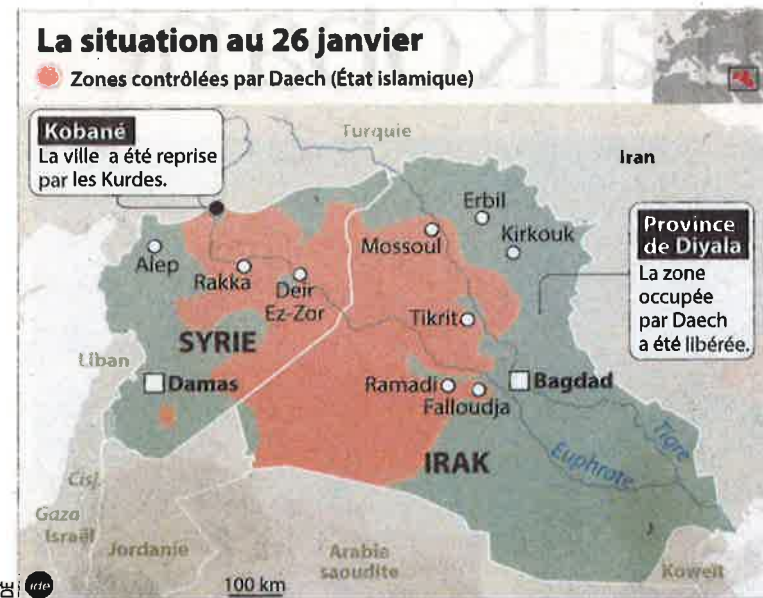 La situation au 26 janvier
Zones contrôlées par Daech (État islamique)
Kobané
La ville a été reprise
par les Kurdes.
Turquie
Iran
Erbil
Mossoul
Kirkouk
Province
de Diyala
La zone
occupée
par Daech
a été libérée.
Alep
Rakka
Deir
Ez-Zor
Tikrit
SYRIE
Liban
Damas
Ramadi
Bagdad
Falloudja
IRAK
Tigre
Euphrate
Cisj.
Gaza
Israël
Jordanie
Arabie
saoudite
Koweït
100 km
idé
DÉ